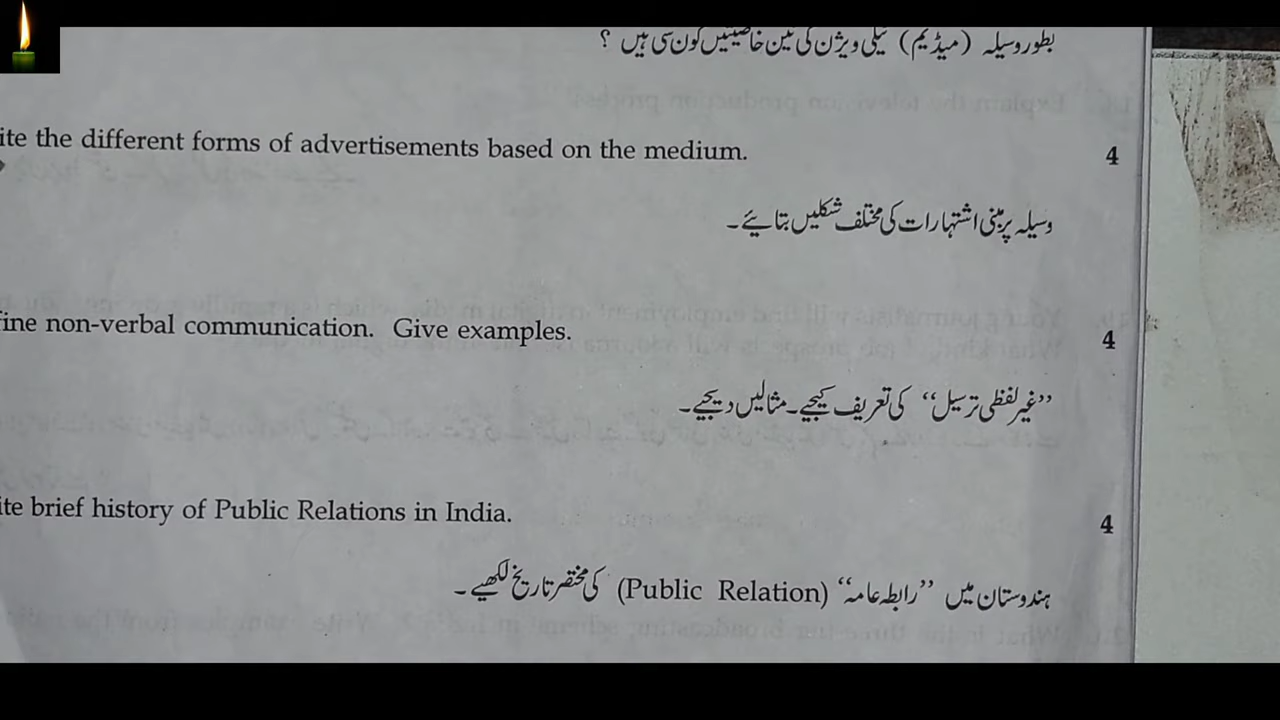 بطور وسیلہ (میڈیم) ٹیلی ویژن کی تین خاصیتیں کون سی ہیں ؟
ite the different forms of advertisements based on the medium. 4
وسیلہ پر مبنی اشتہارات کی مختلف شکلیں بتائیے۔
fine non-verbal communication. Give examples. 4
”غیر لفظی ترسیل“ کی تعریف کیجیے۔ مثالیں دیجیے۔
ite brief history of Public Relations in India. 4
ہندوستان میں ”رابطہ عامہ“ (Public Relation) کی مختصر تاریخ لکھیے۔